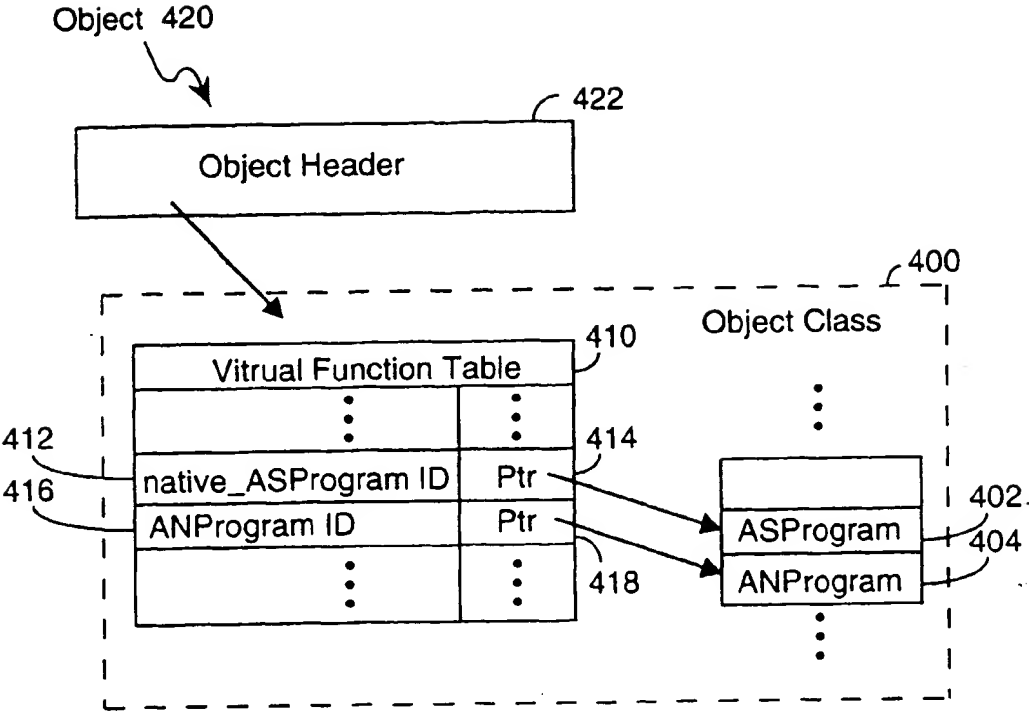 Object 420
422
Object Header
400
Object Class
410
Vitrual Function Table
412
414
native_ASProgram ID Ptr
416
ANProgram ID Ptr
418
402
ASProgram
404
ANProgram